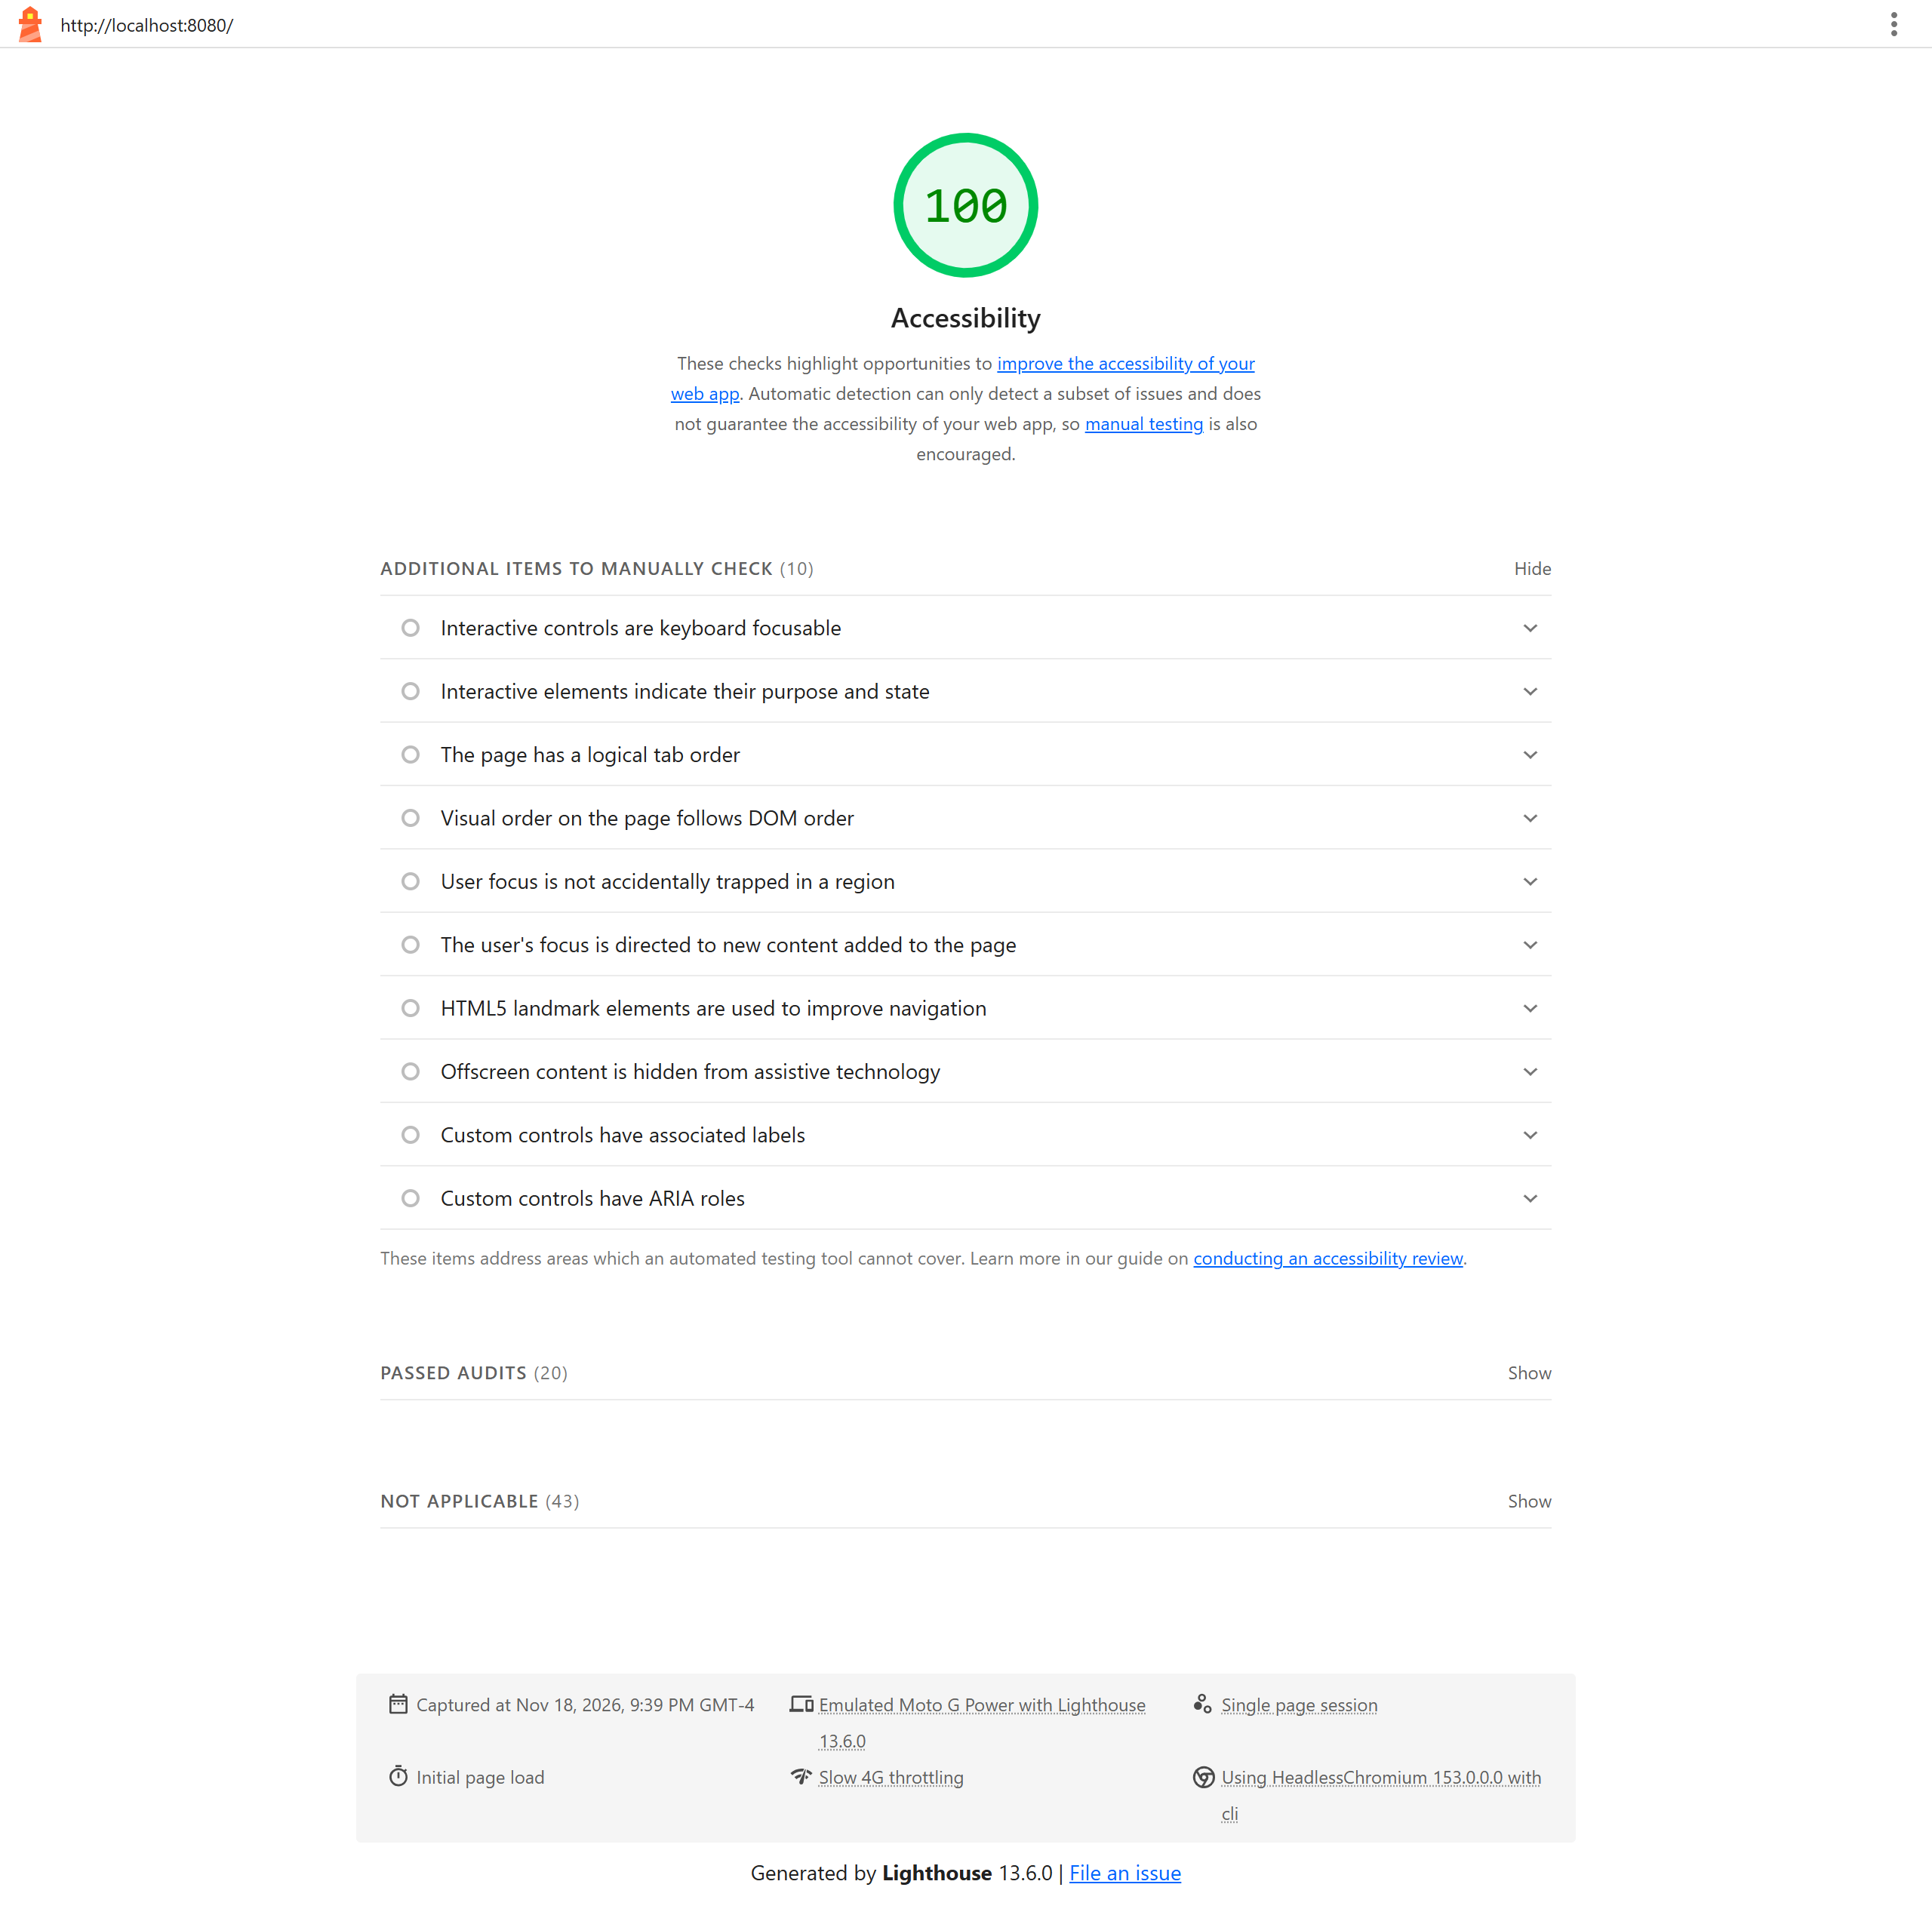 http://localhost:8080/
100
Accessibility
These checks highlight opportunities to improve the accessibility of your
web app. Automatic detection can only detect a subset of issues and does
not guarantee the accessibility of your web app, so manual testing is also
encouraged.
ADDITIONAL ITEMS TO MANUALLY CHECK (10) Hide
Interactive controls are keyboard focusable
Interactive elements indicate their purpose and state
The page has a logical tab order
Visual order on the page follows DOM order
User focus is not accidentally trapped in a region
The user's focus is directed to new content added to the page
HTML5 landmark elements are used to improve navigation
Offscreen content is hidden from assistive technology
Custom controls have associated labels
Custom controls have ARIA roles
These items address areas which an automated testing tool cannot cover. Learn more in our guide on conducting an accessibility review.
PASSED AUDITS (20) Show
NOT APPLICABLE (43) Show
Captured at Nov 18, 2026, 9:39 PM GMT-4
Emulated Moto G Power with Lighthouse
13.6.0
Single page session
Initial page load
Slow 4G throttling
Using HeadlessChromium 153.0.0.0 with
cli
Generated by Lighthouse 13.6.0 | File an issue